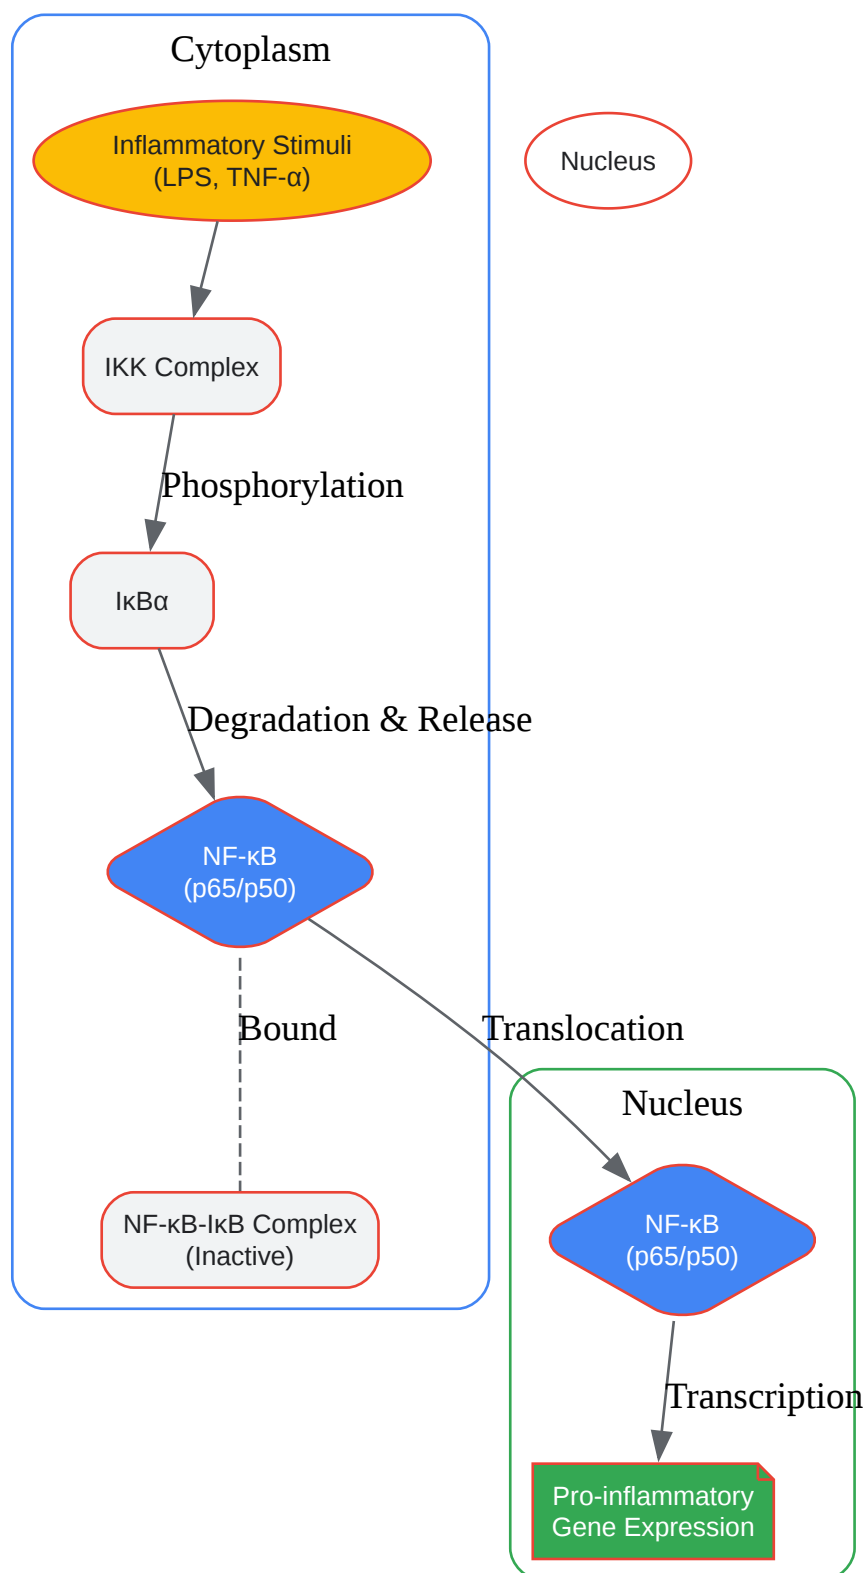 Cytoplasm
Inflammatory Stimuli
(LPS, TNF-α)
Nucleus
IKK Complex
Phosphorylation
IκBα
Degradation & Release
NF-κB
(p65/p50)
Bound
Translocation
Nucleus
NF-κB-IκB Complex
(Inactive)
NF-κB
(p65/p50)
Transcription
Pro-inflammatory
Gene Expression